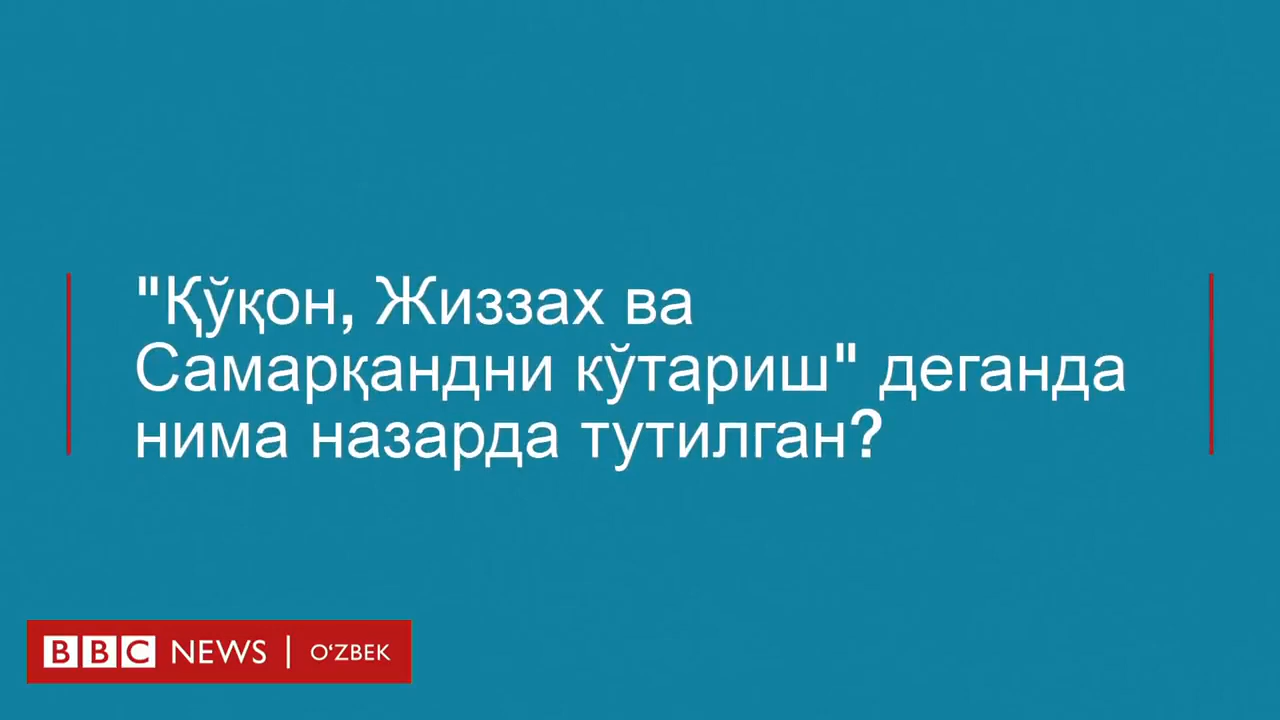 "Қўқон, Жиззах ва
Самарқандни кўтариш" деганда
нима назарда тутилган?
BBC NEWS | O‘ZBEK